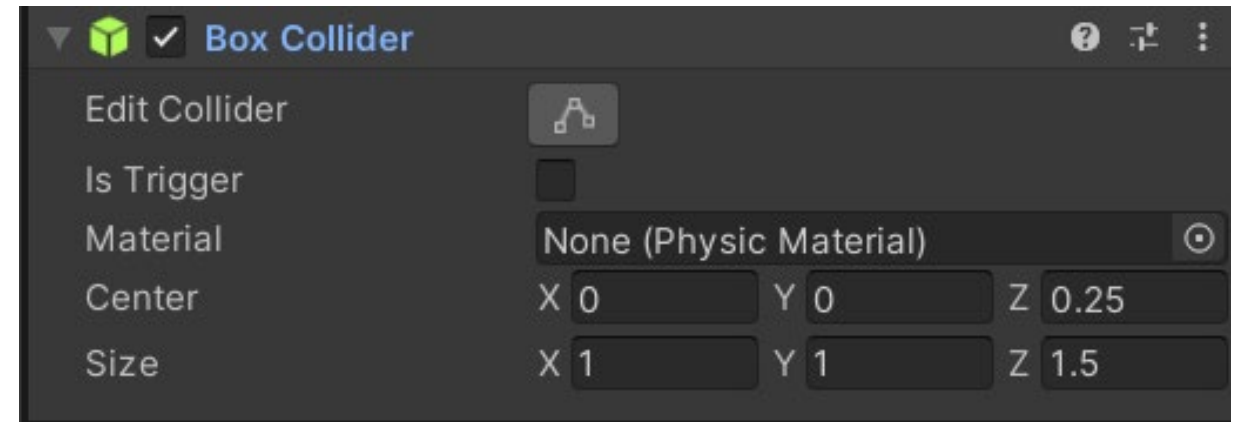 Box Collider
Edit Collider
Is Trigger
Material None (Physic Material)
Center X 0 Y 0 Z 0.25
Size X 1 Y 1 Z 1.5